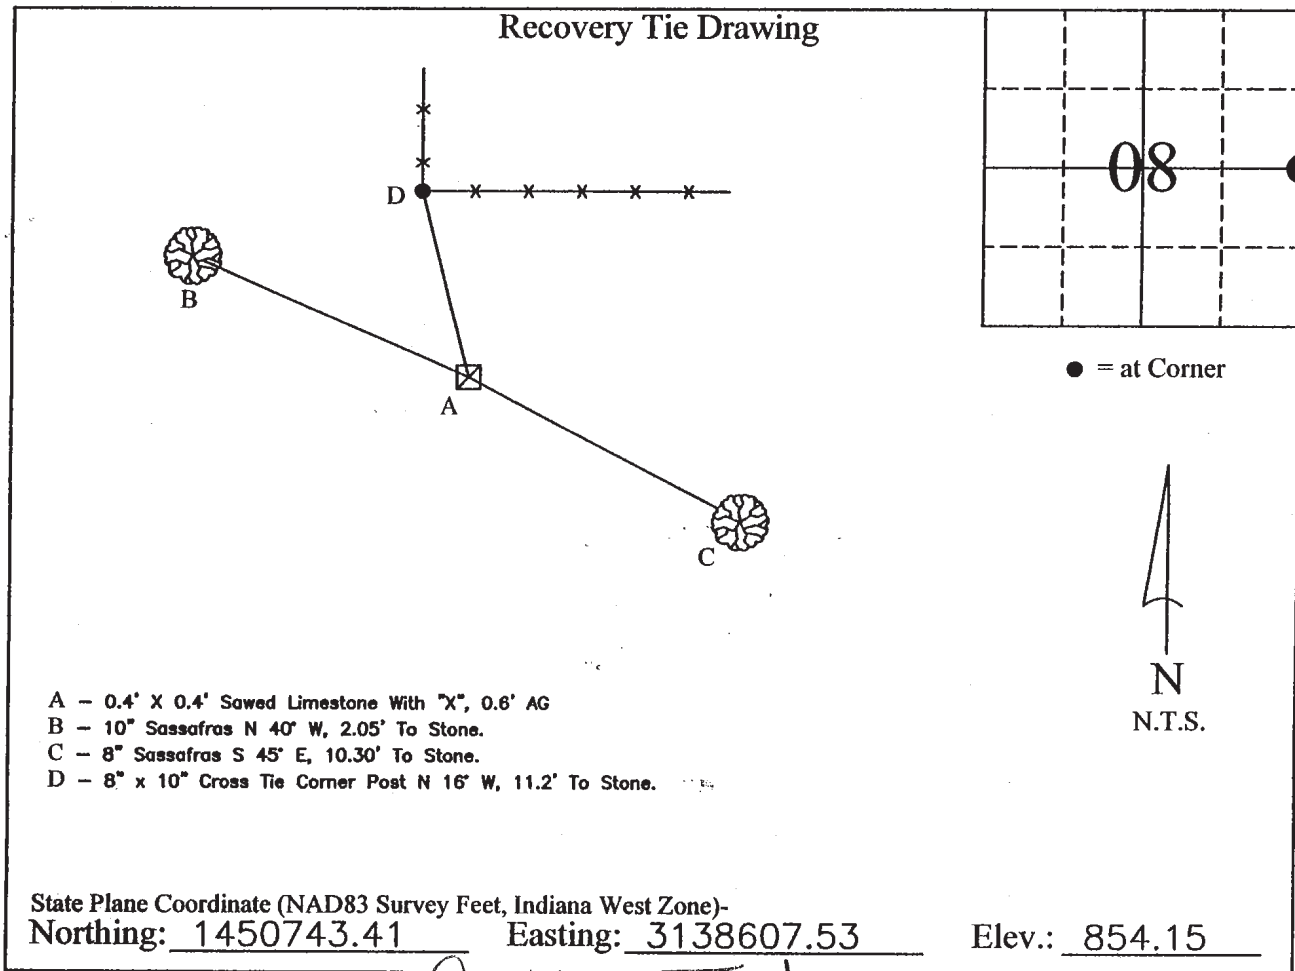 Recovery Tie Drawing
08
D
B
● = at Corner
A
C
N
N.T.S.
A – 0.4' X 0.4' Sawed Limestone With "X", 0.6' AG
B – 10" Sassafras N 40° W, 2.05' To Stone.
C – 8" Sassafras S 45° E, 10.30' To Stone.
D – 8" x 10" Cross Tie Corner Post N 16° W, 11.2' To Stone.
State Plane Coordinate (NAD83 Survey Feet, Indiana West Zone)-
Northing: 1450743.41 Easting: 3138607.53 Elev.: 854.15